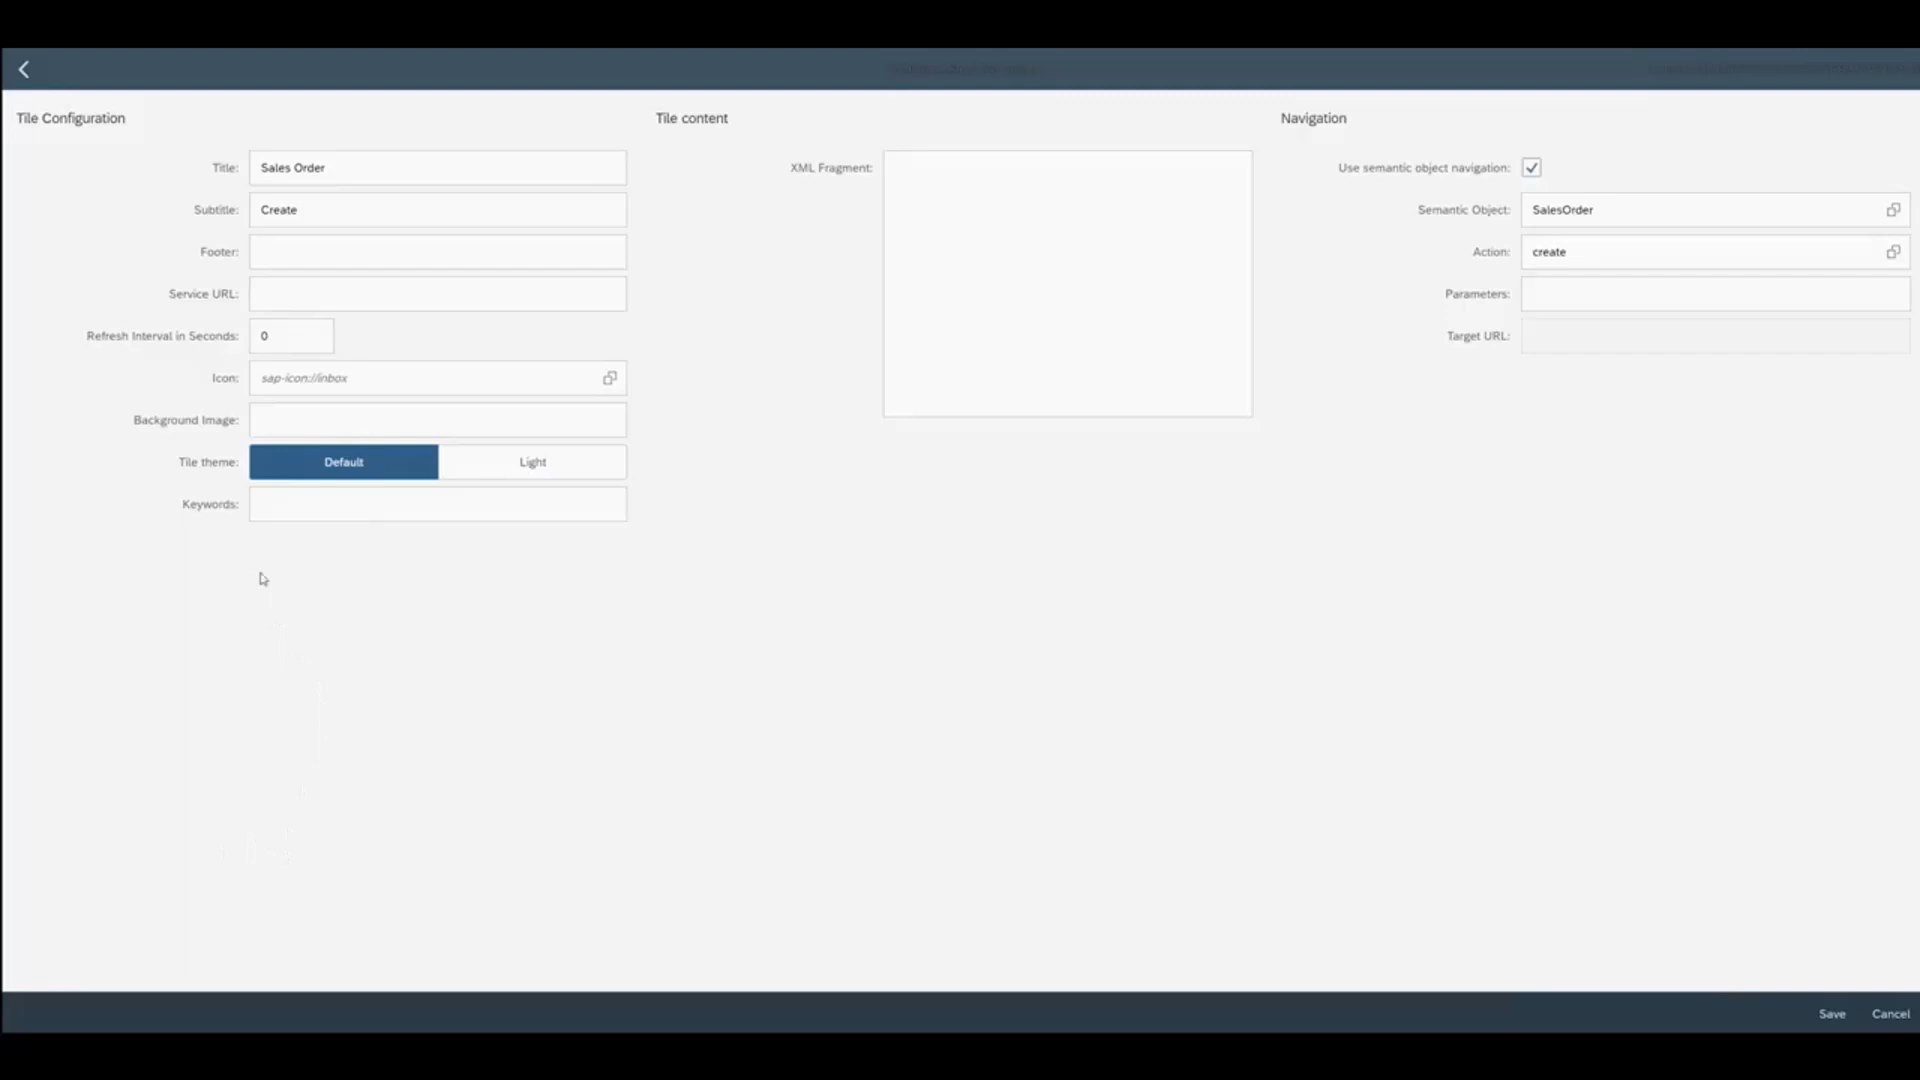 Tile Configuration
Title: Sales Order
Subtitle: Create
Footer:
Service URL:
Refresh Interval in Seconds: 0
Icon: sap-icon://inbox
Background Image:
Tile theme: Default Light
Keywords:
Tile content
XML Fragment:
Navigation
Use semantic object navigation:
Semantic Object: SalesOrder
Action: create
Parameters:
Target URL:
Save Cancel